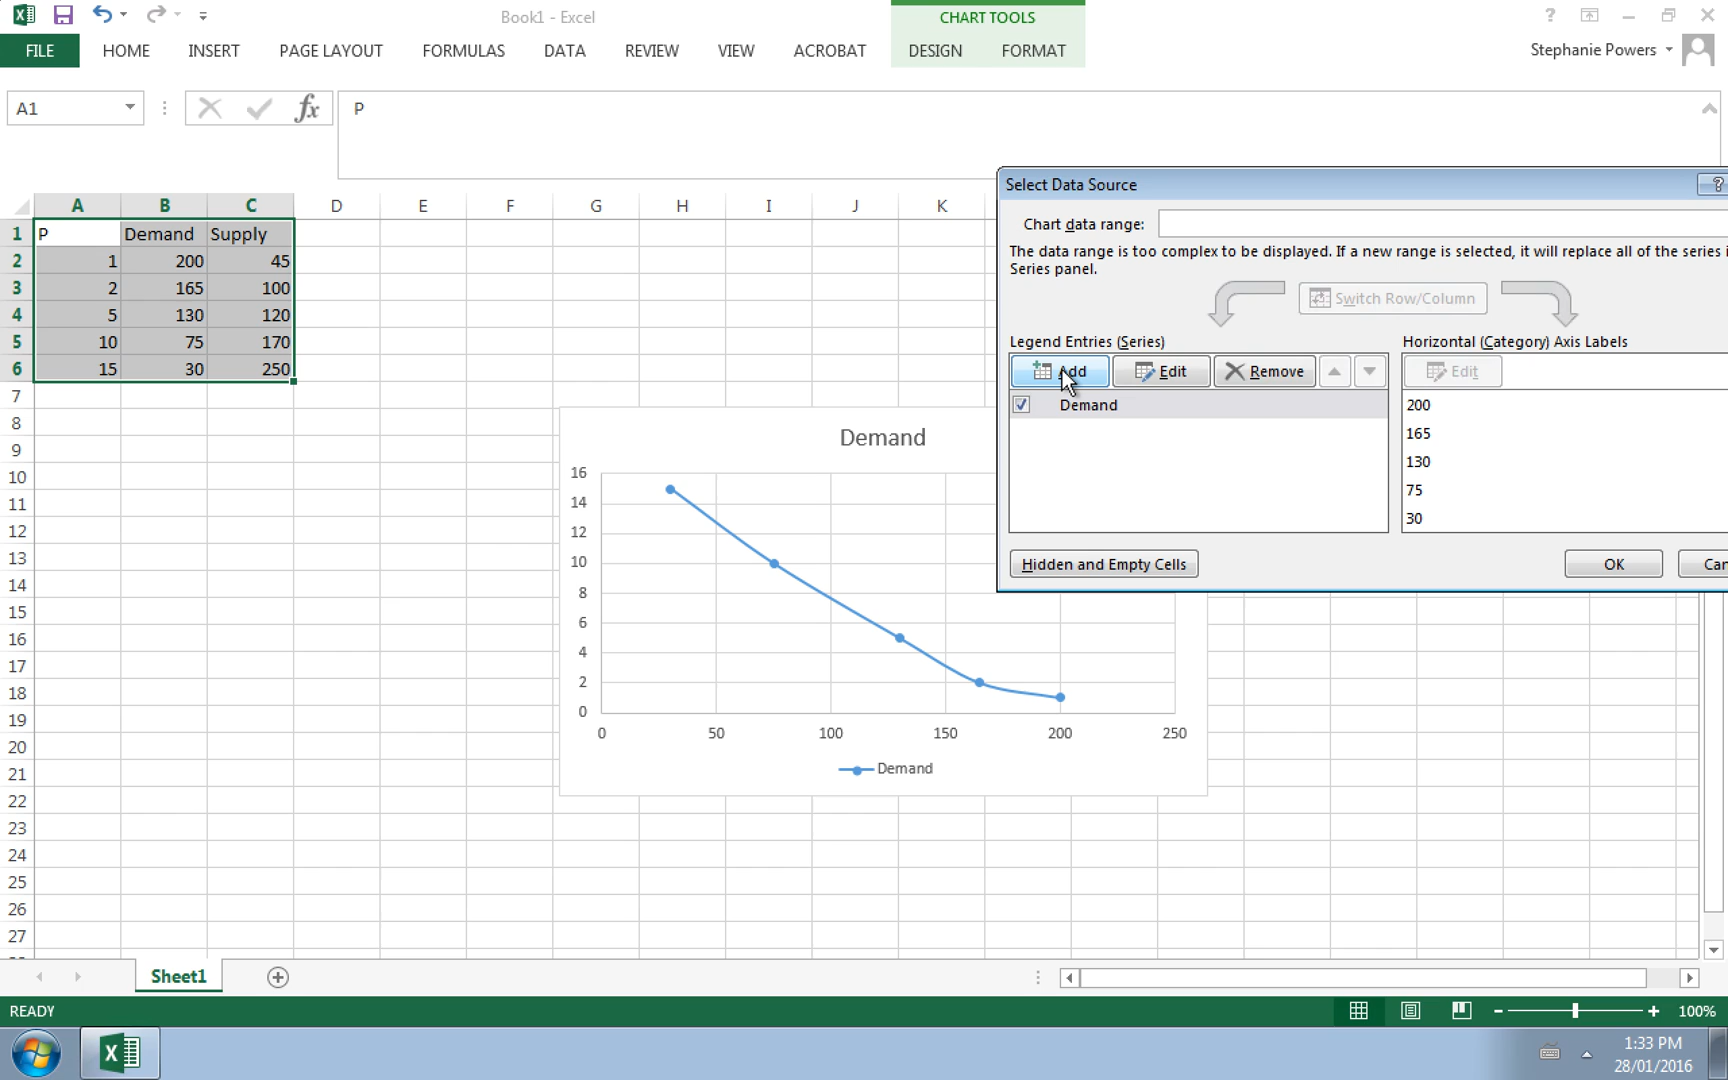 Book1 - Excel
CHART TOOLS
?
FILE HOME INSERT PAGE LAYOUT FORMULAS DATA REVIEW VIEW ACROBAT DESIGN FORMAT
Stephanie Powers
A1
fx
P
A B C D E F G H I J K
1 P Demand Supply
2 1 200 45
3 2 165 100
4 5 130 120
5 10 75 170
6 15 30 250
7
8
9
10
11
12
13
14
15
16
17
18
19
20
21
22
23
24
25
26
27
Select Data Source
?
Chart data range:
The data range is too complex to be displayed. If a new range is selected, it will replace all of the series i
Series panel.
Switch Row/Column
Legend Entries (Series)
Add Edit Remove
Demand
Horizontal (Category) Axis Labels
Edit
200
165
130
75
30
Hidden and Empty Cells
OK
Can
Demand
16
14
12
10
8
6
4
2
0
0 50 100 150 200 250
Demand
Sheet1
READY
100%
1:33 PM
28/01/2016